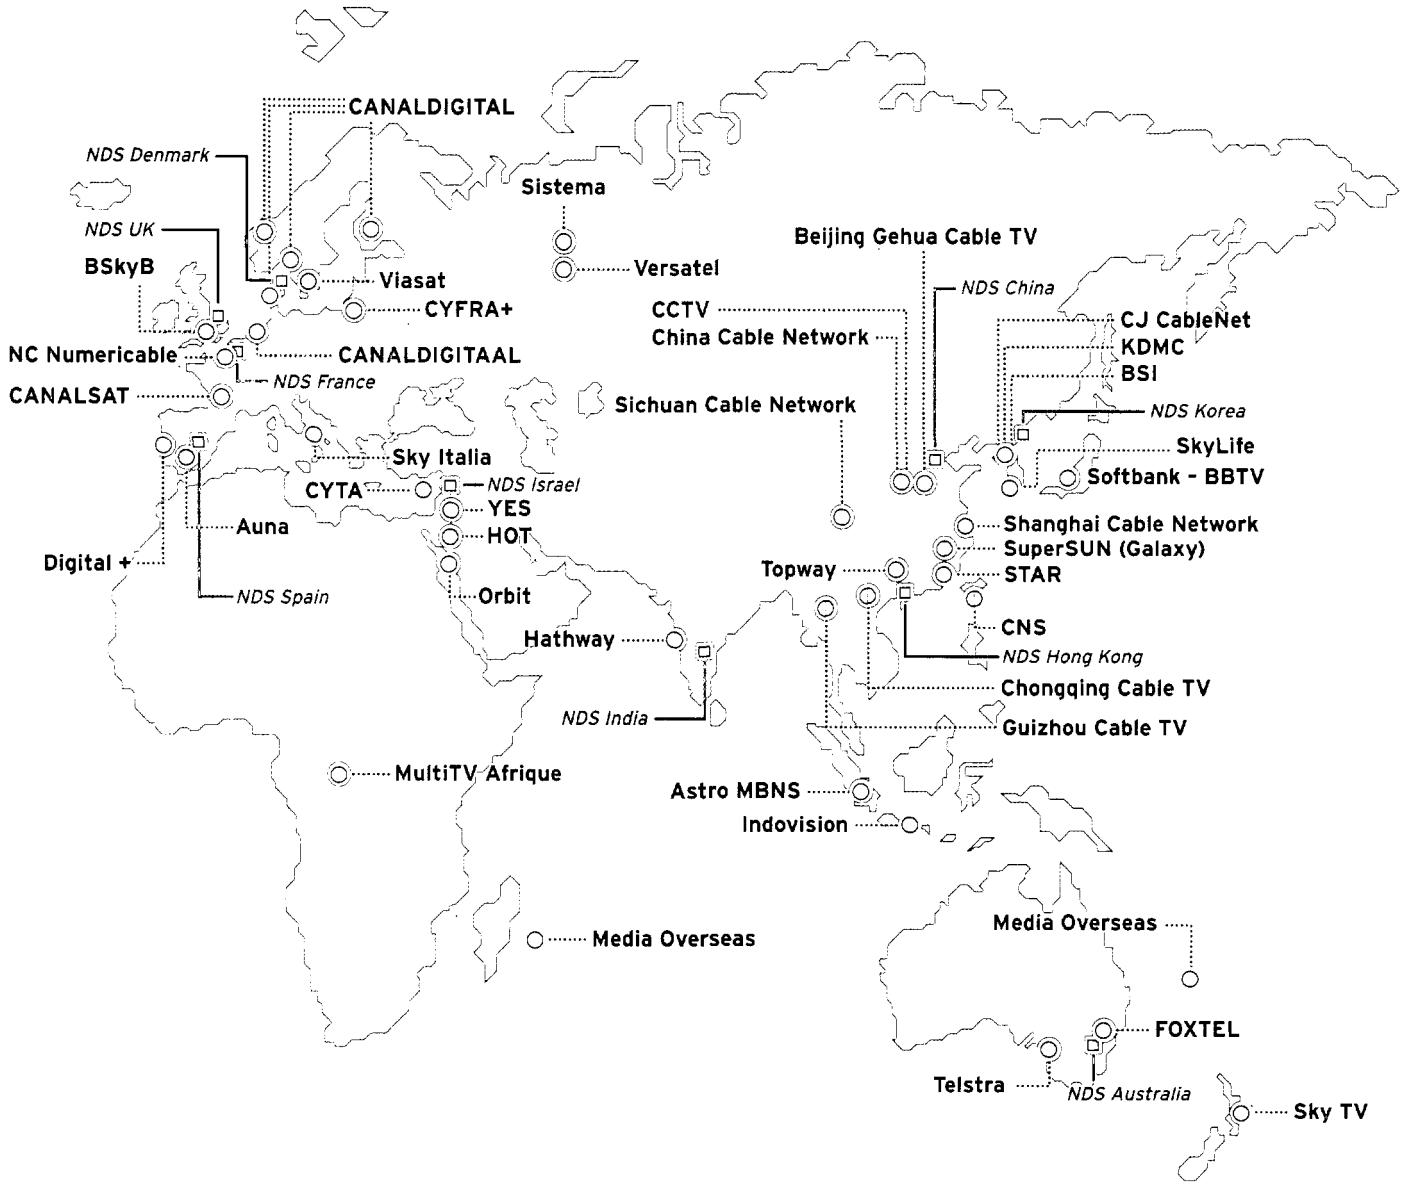 CANALDIGITAL
NDS Denmark
Sistema
NDS UK
Beijing Gehua Cable TV
BSkyB
Versatel
Viasat
NDS China
CYFRA+
CCTV
CJ CableNet
China Cable Network
KDMC
NC Numericable
CANALDIGITAAL
BSI
NDS France
CANALSAT
Sichuan Cable Network
NDS Korea
SkyLife
Sky Italia
Softbank - BBTV
CYTA
NDS Israel
YES
Auna
Shanghai Cable Network
HOT
SuperSUN (Galaxy)
Digital +
Topway
STAR
NDS Spain
Orbit
CNS
Hathway
NDS Hong Kong
Chongqing Cable TV
NDS India
Guizhou Cable TV
MultiTV Afrique
Astro MBNS
Indovision
Media Overseas
Media Overseas
FOXTEL
Telstra
NDS Australia
Sky TV